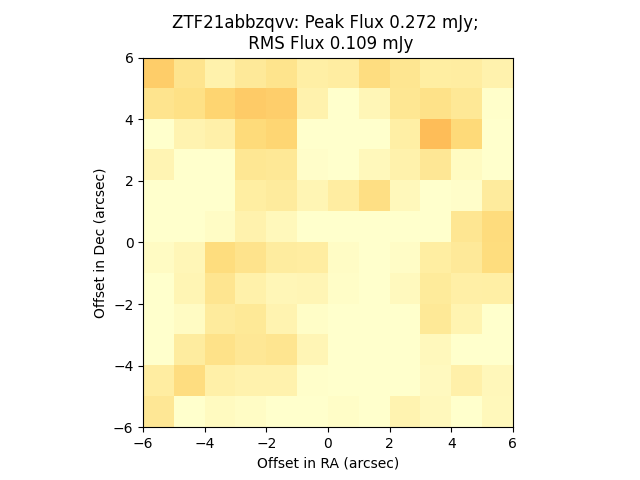 ZTF21abbzqvv: Peak Flux 0.272 mJy;
RMS Flux 0.109 mJy
6
4
2
0
−2
−4
−6
Offset in Dec (arcsec)
−6 −4 −2 0 2 4 6
Offset in RA (arcsec)